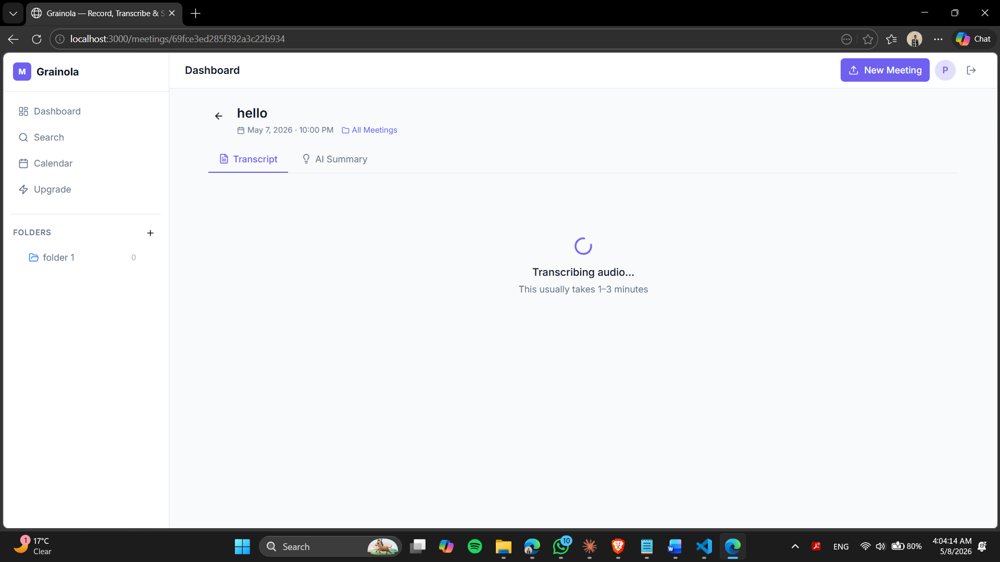 Grainola — Record, Transcribe & S
localhost:3000/meetings/69fce3ed285f392a3c22b934
Chat
M Grainola
Dashboard
Search
Calendar
Upgrade
FOLDERS
folder 1 0
Dashboard
New Meeting
P
hello
May 7, 2026 · 10:00 PM All Meetings
Transcript AI Summary
Transcribing audio...
This usually takes 1–3 minutes
1
17°C
Clear
Search
10
W
ENG
80%
4:04:14 AM
5/8/2026